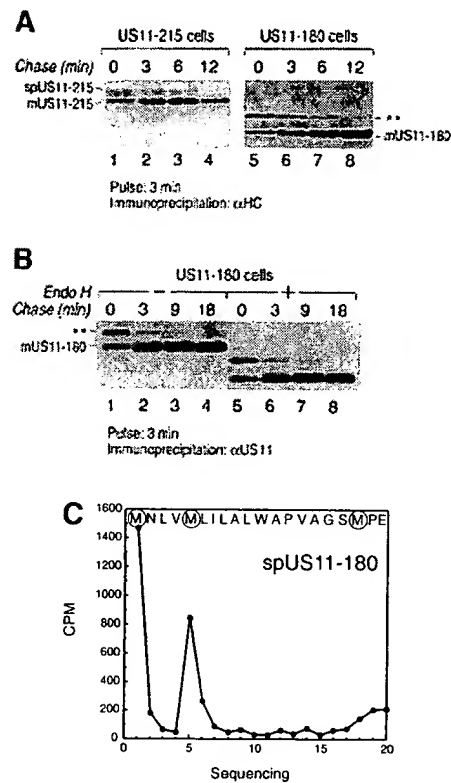 A
US11-215 cells US11-180 cells
Chase (min) 0 3 6 12 0 3 6 12
spUS11-215
mUS11-215
**
mUS11-180
1 2 3 4 5 6 7 8
Pulse: 3 min
Immunoprecipitation: αHC
B
US11-180 cells
Endo H − +
Chase (min) 0 3 9 18 0 3 9 18
**
mUS11-180
1 2 3 4 5 6 7 8
Pulse: 3 min
Immunoprecipitation: αUS11
C
MNLVMLILALWAPVAGSMPE
spUS11-180
CPM
1600
1400
1200
1000
800
600
400
200
0
0 5 10 15 20
Sequencing